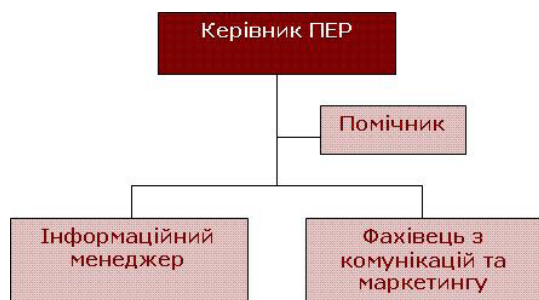 Керівник ПЕР
Помічник
Інформаційний
менеджер
Фахівець з
комунікацій та
маркетингу